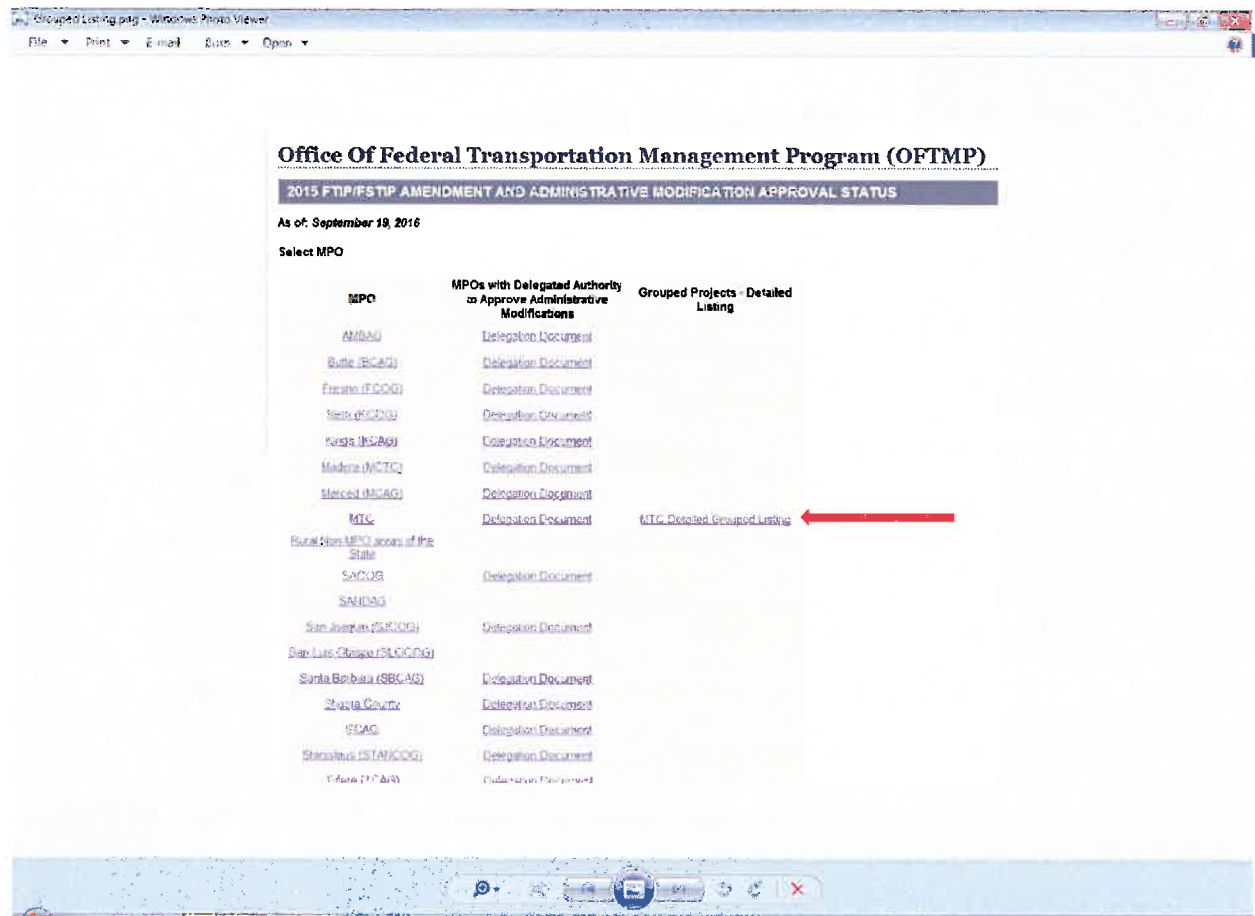 Grouped Listing.png - Windows Photo Viewer
File Print E-mail Burn Open
Office Of Federal Transportation Management Program (OFTMP)
2015 FTIP/FSTIP AMENDMENT AND ADMINISTRATIVE MODIFICATION APPROVAL STATUS
As of: September 19, 2016
Select MPO
MPO
MPOs with Delegated Authority
to Approve Administrative
Modifications
Grouped Projects - Detailed
Listing
AMBAG Delegation Document
Butte (BCAG) Delegation Document
Fresno (FCOG) Delegation Document
Kern (KCOG) Delegation Document
Kings (KCAG) Delegation Document
Madera (MCTC) Delegation Document
Merced (MCAG) Delegation Document
MTC Delegation Document MTC Detailed Grouped Listing
Rural Non-MPO areas of the
State
SACOG Delegation Document
SANDAG
San Joaquin (SJCOG) Delegation Document
San Luis Obispo (SLOCOG)
Santa Barbara (SBCAG) Delegation Document
Shasta County Delegation Document
SCAG Delegation Document
Stanislaus (STANCOG) Delegation Document
Tulare (TCAG) Delegation Document